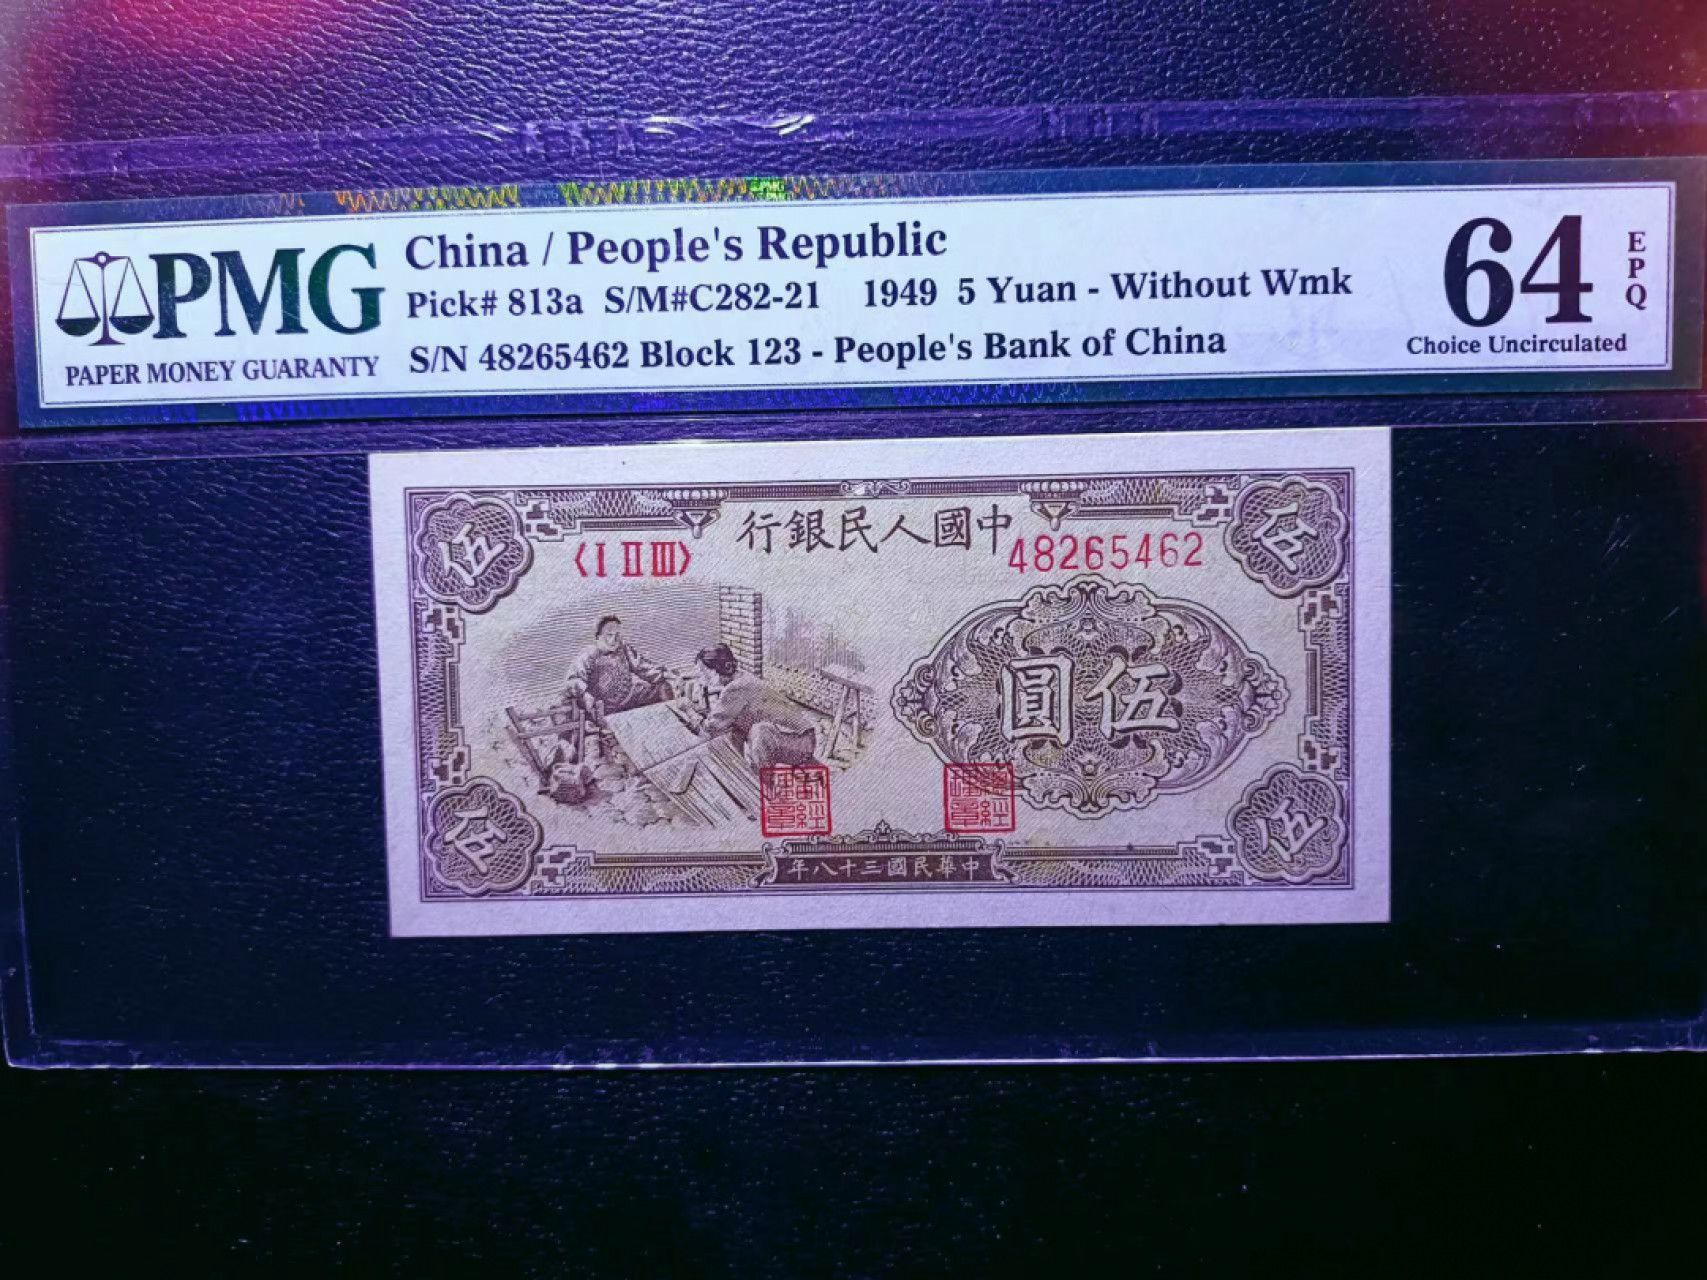 PMG
PAPER MONEY GUARANTY
China / People's Republic
Pick# 813a S/M#C282-21 1949 5 Yuan - Without Wmk
S/N 48265462 Block 123 - People's Bank of China
64
EPQ
Choice Uncirculated
PMG
行銀民人國中
〈I II III〉
48265462
伍
伍
圓伍
伍
伍
年八十三國民華中